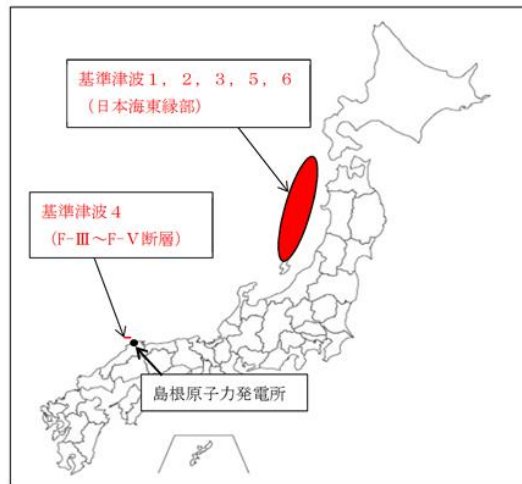 基準津波１，２，３，５，６
（日本海東縁部）
基準津波４
（F-Ⅲ～F-Ⅴ断層）
島根原子力発電所